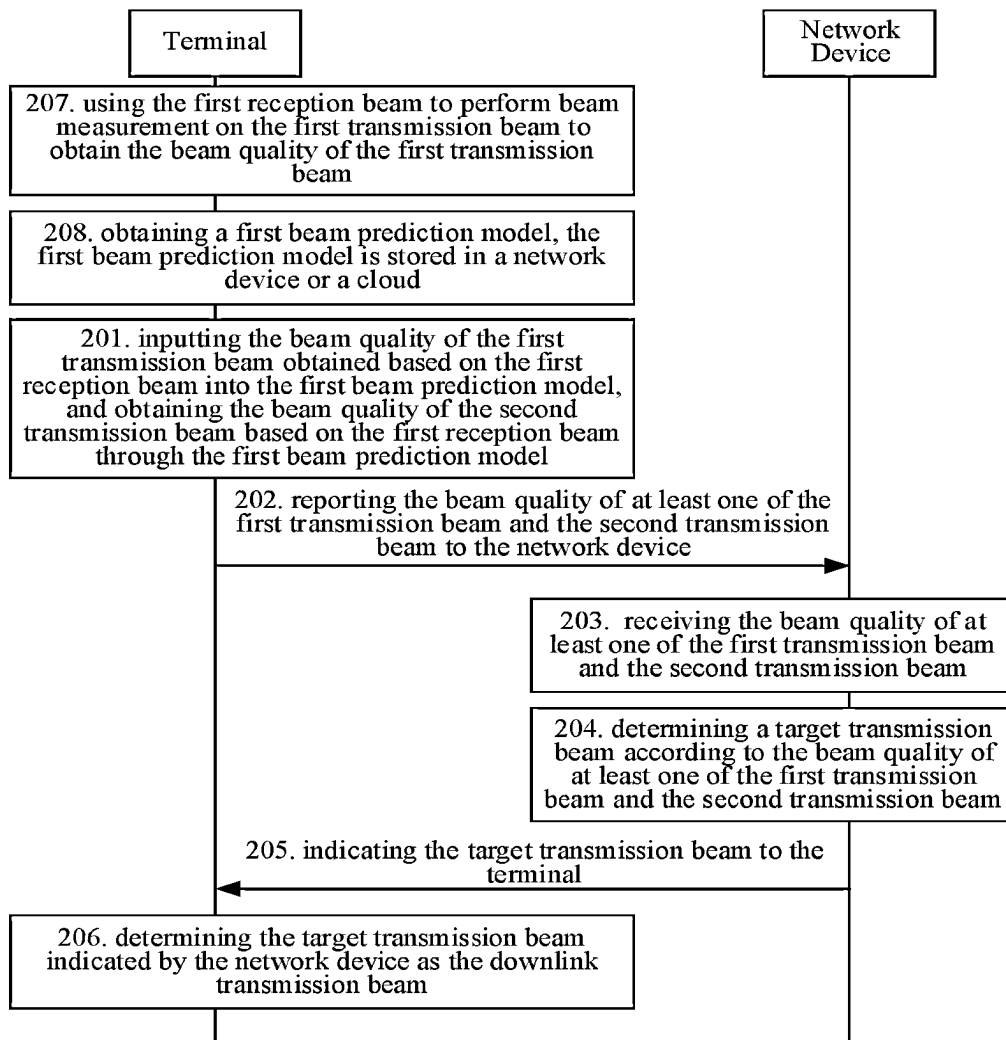 Terminal
Network
Device
207. using the first reception beam to perform beam
measurement on the first transmission beam to
obtain the beam quality of the first transmission
beam
208. obtaining a first beam prediction model, the
first beam prediction model is stored in a network
device or a cloud
201. inputting the beam quality of the first
transmission beam obtained based on the first
reception beam into the first beam prediction model,
and obtaining the beam quality of the second
transmission beam based on the first reception beam
through the first beam prediction model
202. reporting the beam quality of at least one of the
first transmission beam and the second transmission
beam to the network device
203. receiving the beam quality of at
least one of the first transmission beam
and the second transmission beam
204. determining a target transmission
beam according to the beam quality of
at least one of the first transmission
beam and the second transmission beam
205. indicating the target transmission beam to the
terminal
206. determining the target transmission beam
indicated by the network device as the downlink
transmission beam